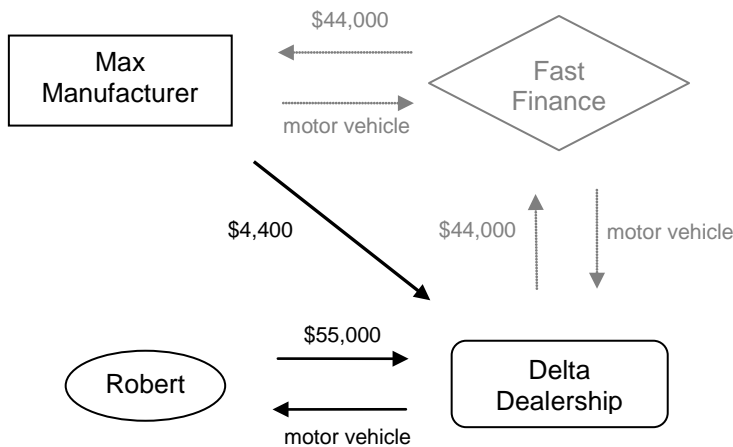 $44,000
Max
Manufacturer
Fast
Finance
motor vehicle
$4,400
$44,000
motor vehicle
$55,000
Robert
Delta
Dealership
motor vehicle